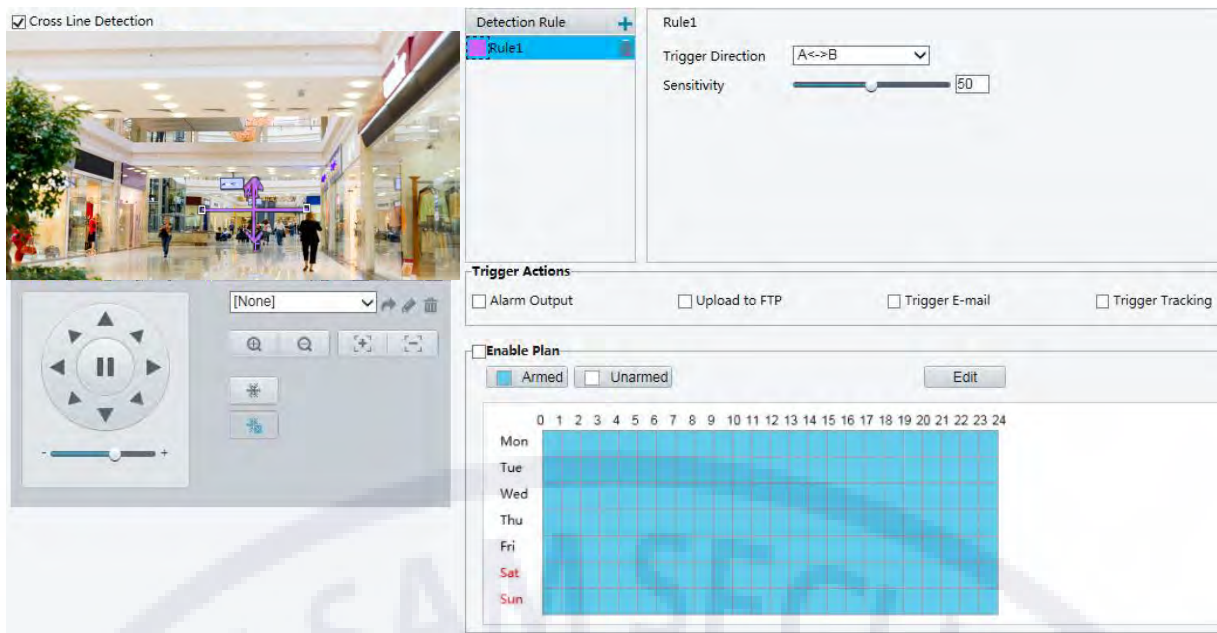 Cross Line Detection
Detection Rule
Rule1
Rule1
Trigger Direction A<->B
Sensitivity 50
Trigger Actions
Alarm Output Upload to FTP Trigger E-mail Trigger Tracking
[None]
- +
Enable Plan
Armed Unarmed Edit
0 1 2 3 4 5 6 7 8 9 10 11 12 13 14 15 16 17 18 19 20 21 22 23 24
Mon
Tue
Wed
Thu
Fri
Sat
Sun